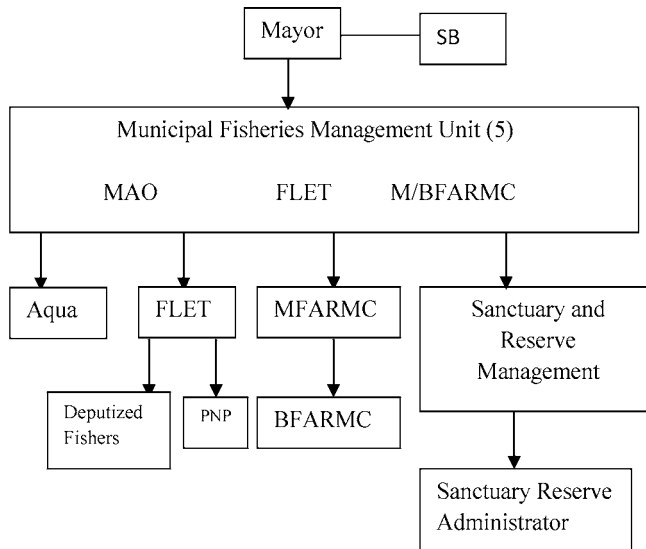 Mayor
SB
Municipal Fisheries Management Unit (5)
MAO FLET M/BFARMC
Aqua
FLET
MFARMC
Sanctuary and
Reserve
Management
Deputized
Fishers
PNP
BFARMC
Sanctuary Reserve
Administrator